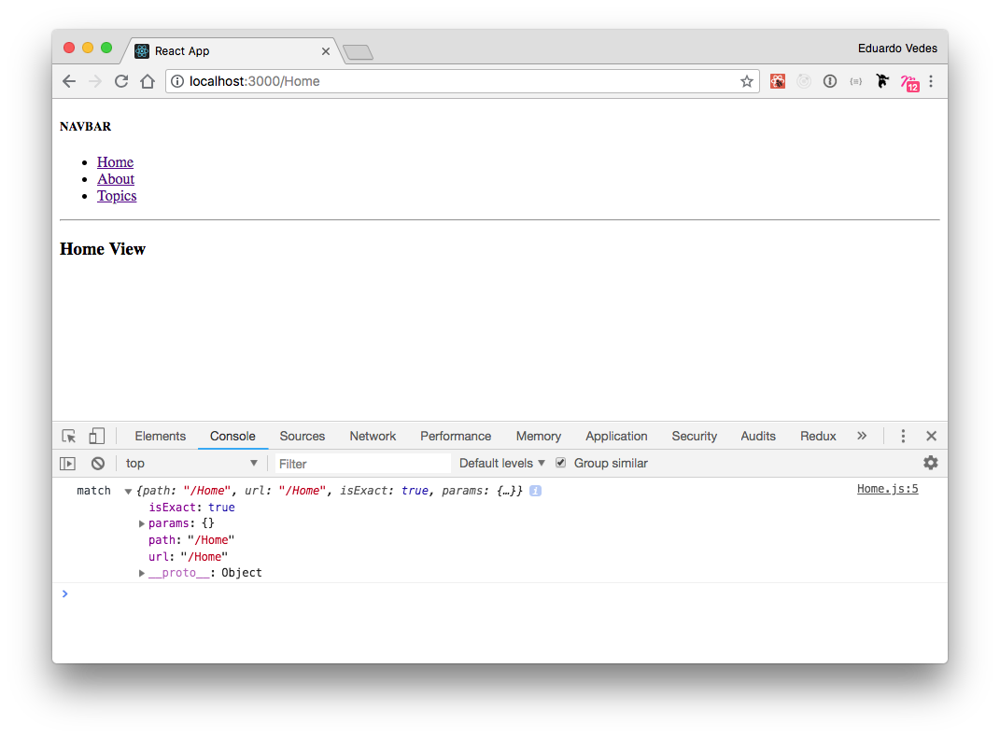 React App
Eduardo Vedes
localhost:3000/Home
12
NAVBAR
Home
About
Topics
Home View
Elements Console Sources Network Performance Memory Application Security Audits Redux »
top Filter Default levels Group similar
match {path: "/Home", url: "/Home", isExact: true, params: {…}} i Home.js:5
isExact: true
params: {}
path: "/Home"
url: "/Home"
__proto__: Object
>